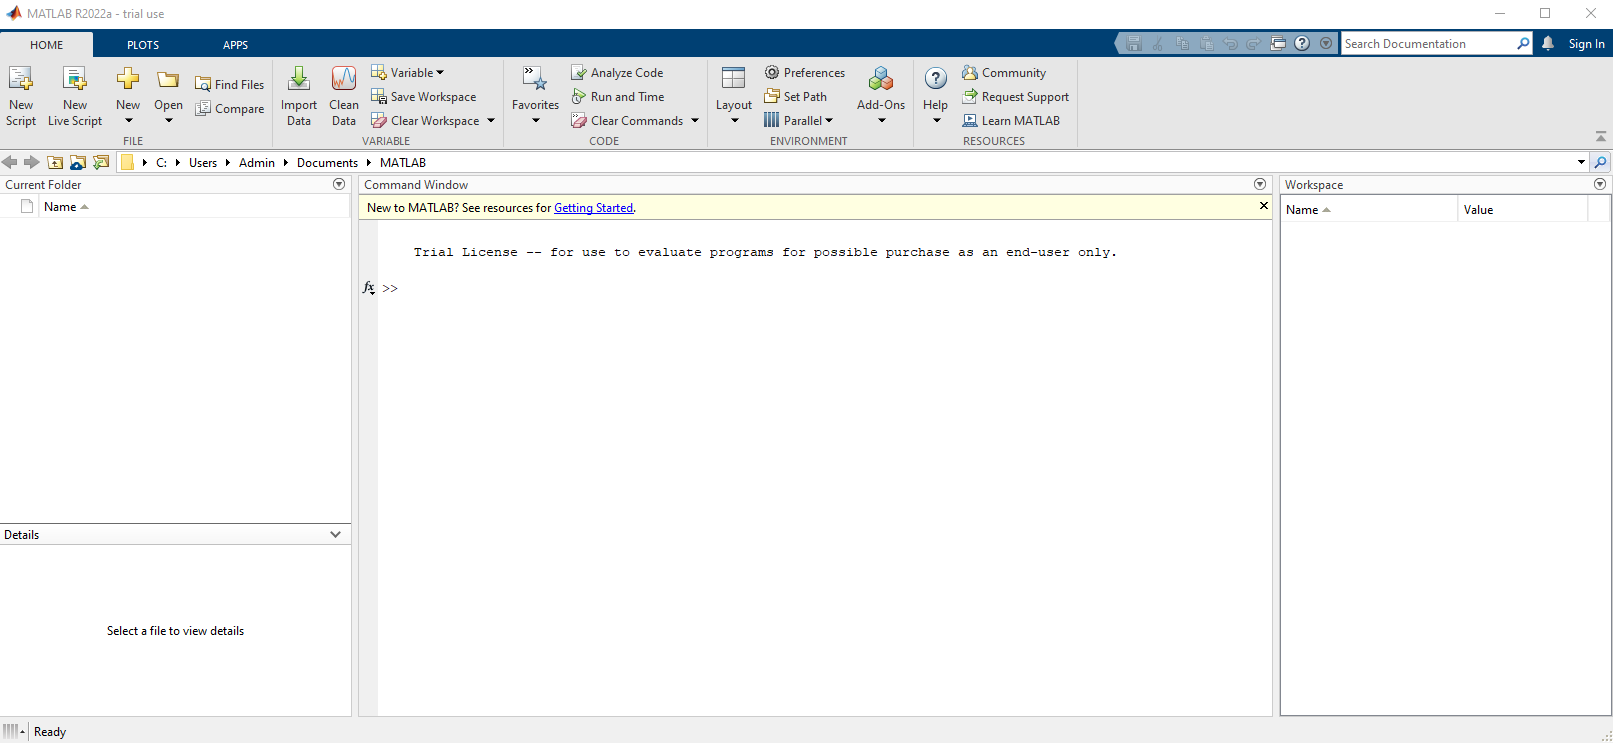 MATLAB R2022a - trial use
HOME PLOTS APPS
Search Documentation Sign In
New Script
New Live Script
New
Open
Find Files
Compare
FILE
Import Data
Clean Data
Variable
Save Workspace
Clear Workspace
VARIABLE
Favorites
Analyze Code
Run and Time
Clear Commands
CODE
Layout
Preferences
Set Path
Parallel
Add-Ons
ENVIRONMENT
Help
Community
Request Support
Learn MATLAB
RESOURCES
C: Users Admin Documents MATLAB
Current Folder
Name
Details
Select a file to view details
Command Window
New to MATLAB? See resources for Getting Started.
Trial License -- for use to evaluate programs for possible purchase as an end-user only.
fx >>
Workspace
Name Value
Ready